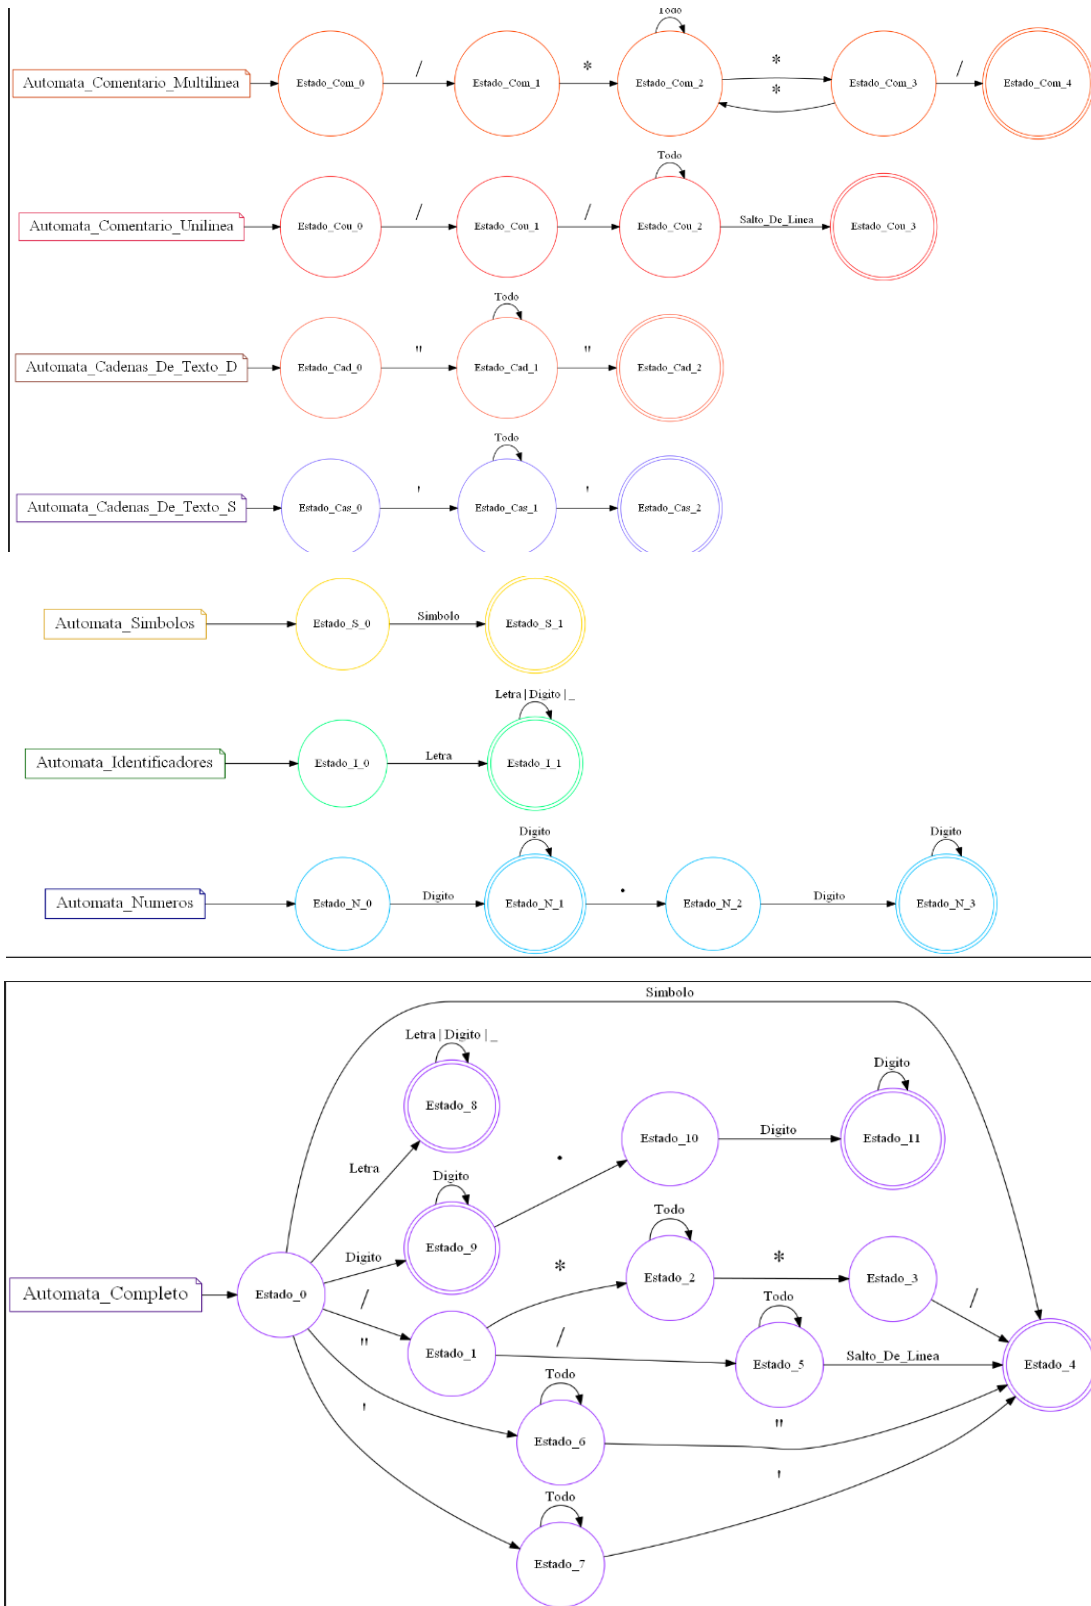 Todo
Automata_Comentario_Multilinea
Estado_Com_0
/
Estado_Com_1
*
Estado_Com_2
*
*
Estado_Com_3
/
Estado_Com_4
Todo
Automata_Comentario_Unilinea
Estado_Cou_0
/
Estado_Cou_1
/
Estado_Cou_2
Salto_De_Linea
Estado_Cou_3
Todo
Automata_Cadenas_De_Texto_D
Estado_Cad_0
"
Estado_Cad_1
"
Estado_Cad_2
Todo
Automata_Cadenas_De_Texto_S
Estado_Cas_0
'
Estado_Cas_1
'
Estado_Cas_2
Automata_Simbolos
Estado_S_0
Simbolo
Estado_S_1
Letra | Digito | _
Automata_Identificadores
Estado_I_0
Letra
Estado_I_1
Digito
Digito
Automata_Numeros
Estado_N_0
Digito
Estado_N_1
.
Estado_N_2
Digito
Estado_N_3
Simbolo
Letra | Digito | _
Estado_8
Digito
Estado_10
Digito
Estado_11
Letra
.
Digito
Estado_9
Todo
Digito
*
Estado_2
*
Estado_3
Automata_Completo
Estado_0
/
/
Todo
"
Estado_1
/
Estado_5
Salto_De_Linea
Estado_4
Todo
'
Estado_6
"
'
Todo
Estado_7